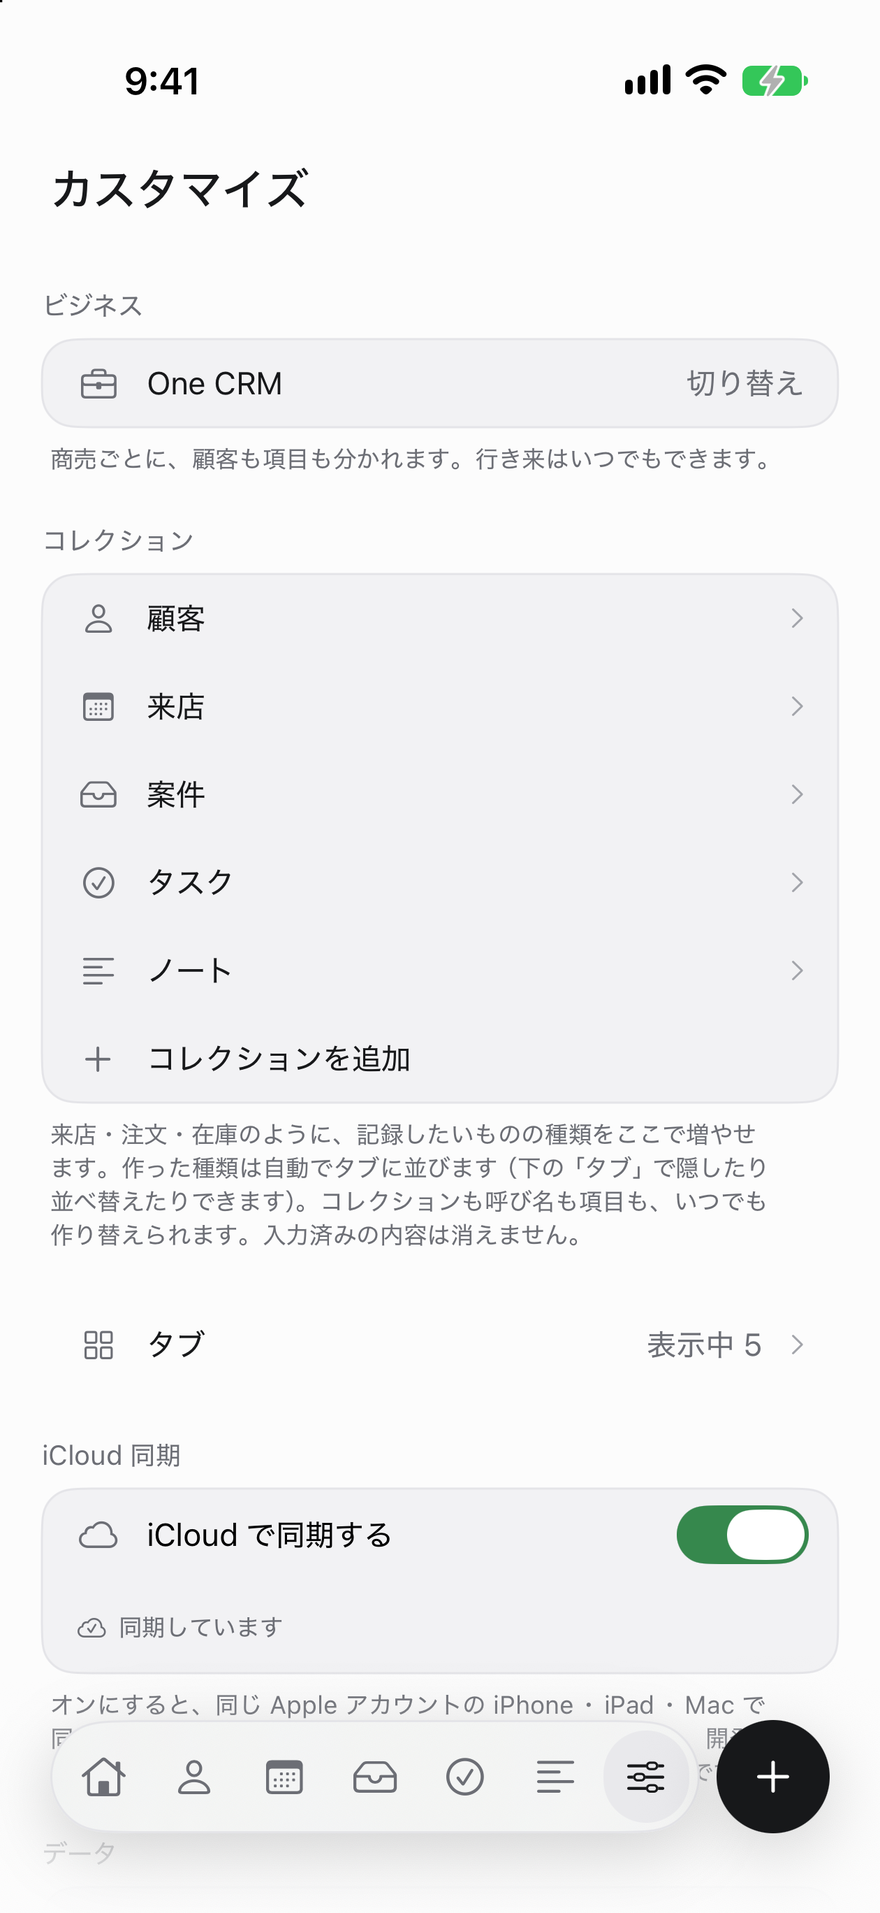 9:41
カスタマイズ
ビジネス
One CRM
切り替え
商売ごとに、顧客も項目も分かれます。行き来はいつでもできます。
コレクション
顧客
来店
案件
タスク
ノート
コレクションを追加
来店・注文・在庫のように、記録したいものの種類をここで増やせ
ます。作った種類は自動でタブに並びます（下の「タブ」で隠したり
並べ替えたりできます）。コレクションも呼び名も項目も、いつでも
作り替えられます。入力済みの内容は消えません。
タブ
表示中 5
iCloud 同期
iCloud で同期する
同期しています
オンにすると、同じ Apple アカウントの iPhone・iPad・Mac で
データ